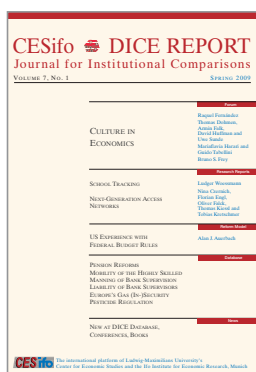 CESifo DICE REPORT
Journal for Institutional Comparisons
VOLUME 7, NO. 1 SPRING 2009
Forum
CULTURE IN
ECONOMICS
Raquel Fernández
Thomas Dohmen,
Armin Falk,
David Huffman and
Uwe Sunde
Mariaflavia Harari and
Guido Tabellini
Bruno S. Frey
Research Reports
SCHOOL TRACKING
Ludger Woessmann
NEXT-GENERATION ACCESS
NETWORKS
Nina Czernich,
Florian Engl,
Oliver Falck,
Thomas Kiessl and
Tobias Kretschmer
Reform Model
US EXPERIENCE WITH
FEDERAL BUDGET RULES
Alan J. Auerbach
Database
PENSION REFORMS
MOBILITY OF THE HIGHLY SKILLED
MANNING OF BANK SUPERVISION
LIABILITY OF BANK SUPERVISORS
EUROPE'S GAS (IN-)SECURITY
PESTICIDE REGULATION
News
NEW AT DICE DATABASE,
CONFERENCES, BOOKS
CESifo
The international platform of Ludwig-Maximilians University's
Center for Economic Studies and the Ifo Institute for Economic Research, Munich